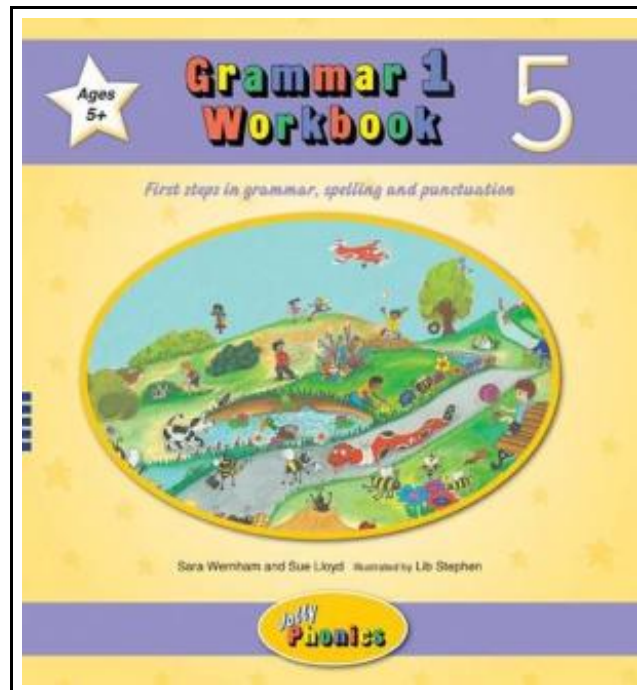 Ages
5+
Grammar 1
Workbook
5
First steps in grammar, spelling and punctuation
Sara Wernham and Sue Lloyd Illustrated by Lib Stephen
Jolly
Phonics